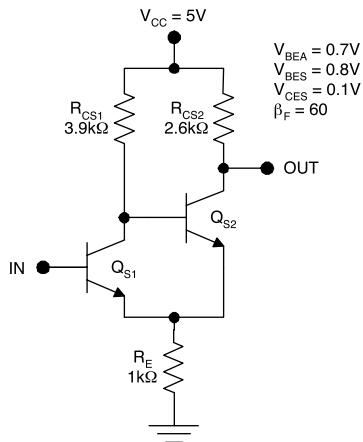 V_CC = 5V
V_BEA = 0.7V
V_BES = 0.8V
V_CES = 0.1V
β_F = 60
R_CS1
3.9kΩ
R_CS2
2.6kΩ
OUT
Q_S2
IN
Q_S1
R_E
1kΩ